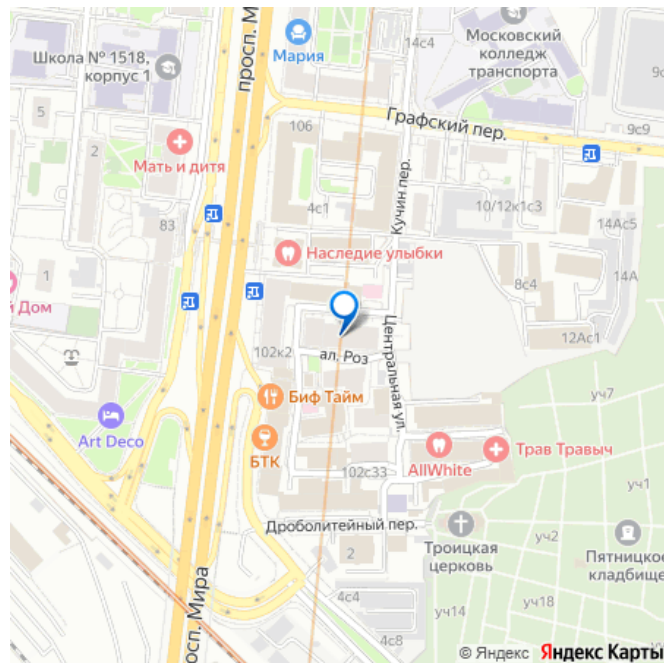 просп. М
Мария
14с4
Московский
колледж
транспорта
9с
Школа № 1518,
корпус 1
5
2
106
Графский пер.
9с9
Мать и дитя
83
4с1
Кучин пер.
10/12к1с3
14Ас5
Наследие улыбки
14А
8с4
1
й Дом
12Ас1
102к2
ал. Роз
Центральная ул.
уч7
Биф Тайм
Art Deco
БТК
AllWhite
Трав Травыч
102с33
уч1
Дроболитейный пер.
2
Троицкая
церковь
уч2
Пятницкое
кладбище
просп. Мира
4с4
уч14
уч18
4с8
© Яндекс Яндекс Карты